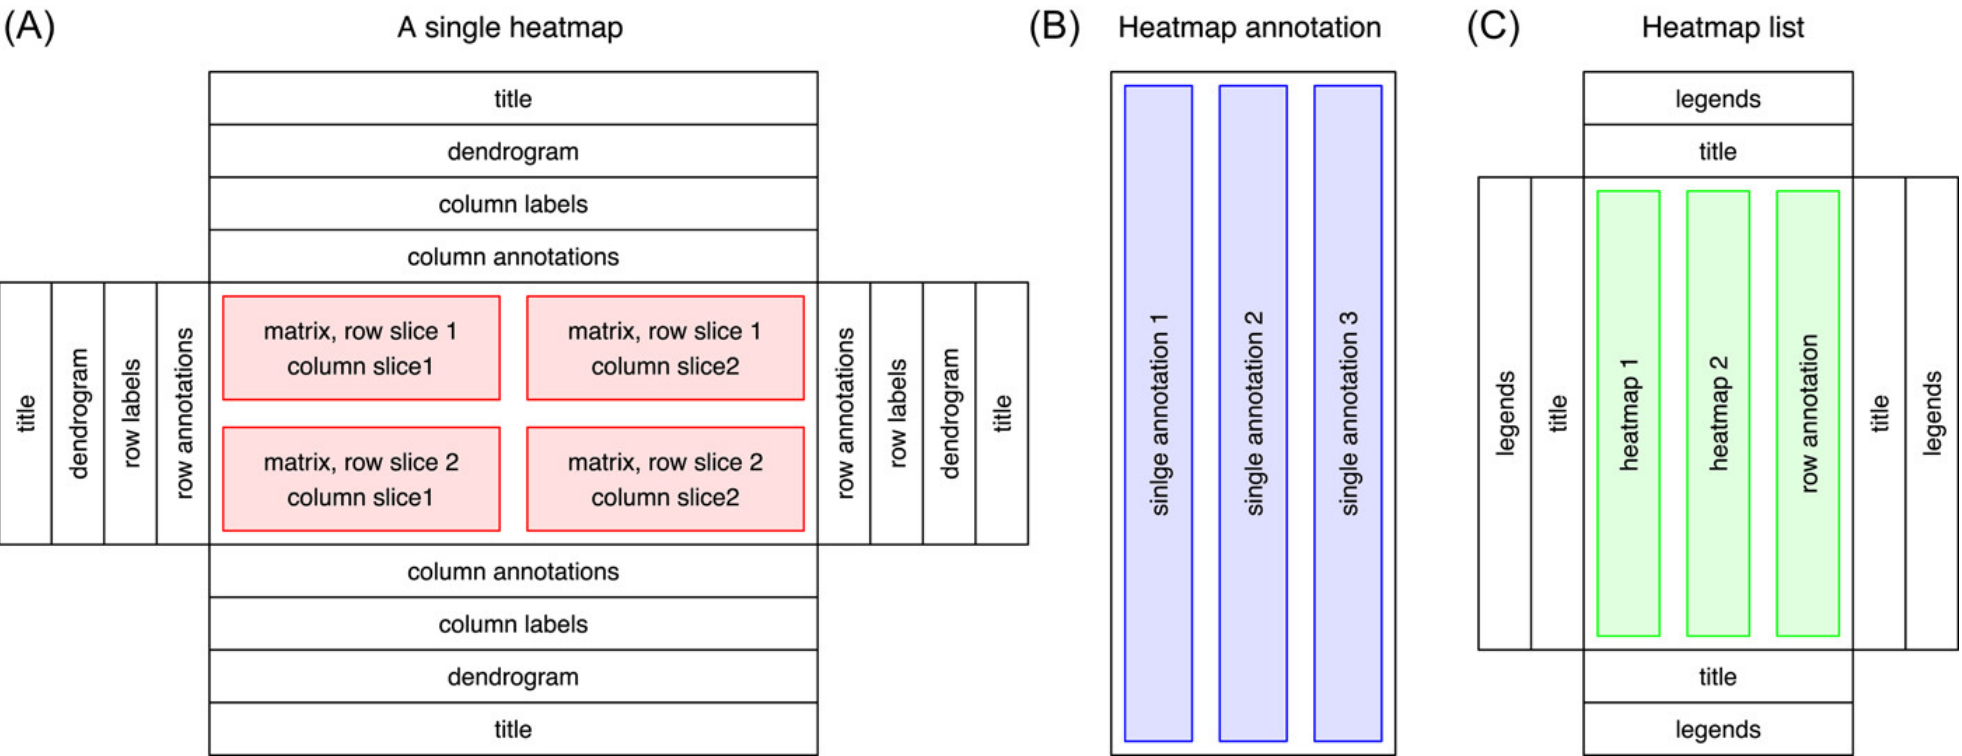 (A)
A single heatmap
title
dendrogram
column labels
column annotations
title
dendrogram
row labels
row annotations
matrix, row slice 1
column slice1
matrix, row slice 1
column slice2
matrix, row slice 2
column slice1
matrix, row slice 2
column slice2
row annotations
row labels
dendrogram
title
column annotations
column labels
dendrogram
title
(B)
Heatmap annotation
sinlge annotation 1
single annotation 2
single annotation 3
(C)
Heatmap list
legends
title
legends
title
heatmap 1
heatmap 2
row annotation
title
legends
title
legends